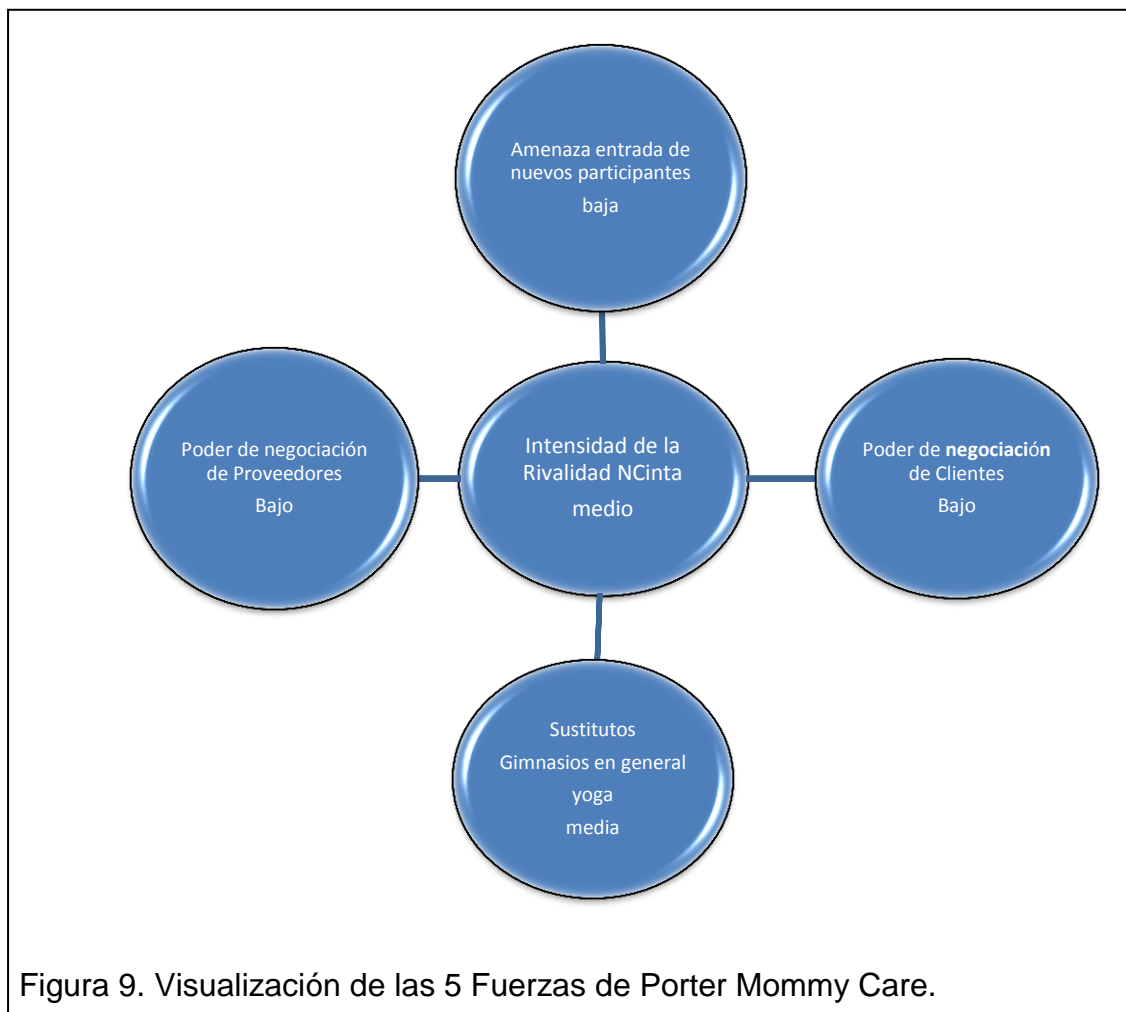 Amenaza entrada de
nuevos participantes
baja
Poder de negociación
de Proveedores
Bajo
Intensidad de la
Rivalidad NCinta
medio
Poder de negociación
de Clientes
Bajo
Sustitutos
Gimnasios en general
yoga
media
Figura 9. Visualización de las 5 Fuerzas de Porter Mommy Care.